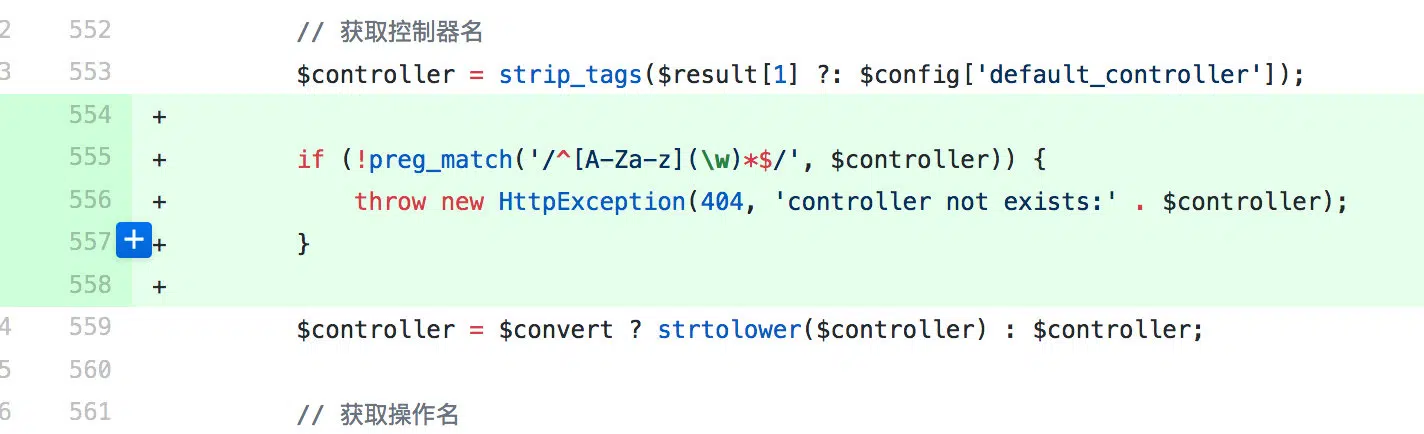 2 552 // 获取控制器名
3 553 $controller = strip_tags($result[1] ?: $config['default_controller']);
554 +
555 + if (!preg_match('/^[A-Za-z](\w)*$/', $controller)) {
556 + throw new HttpException(404, 'controller not exists:' . $controller);
557 + + }
558 +
4 559 $controller = $convert ? strtolower($controller) : $controller;
5 560
6 561 // 获取操作名